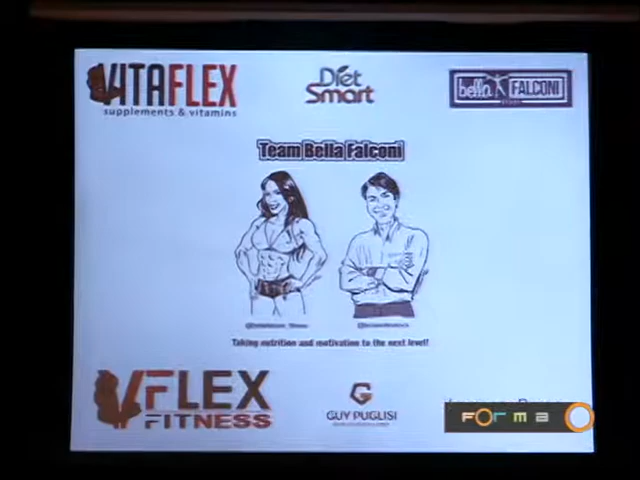 VITAFLEX
supplements & vitamins
Diet
Smart
bella FALCONI
Team Bella Falconi
Taking nutrition and motivation to the next level!
FLEX
FITNESS
GUY PUGLISI
FOrma